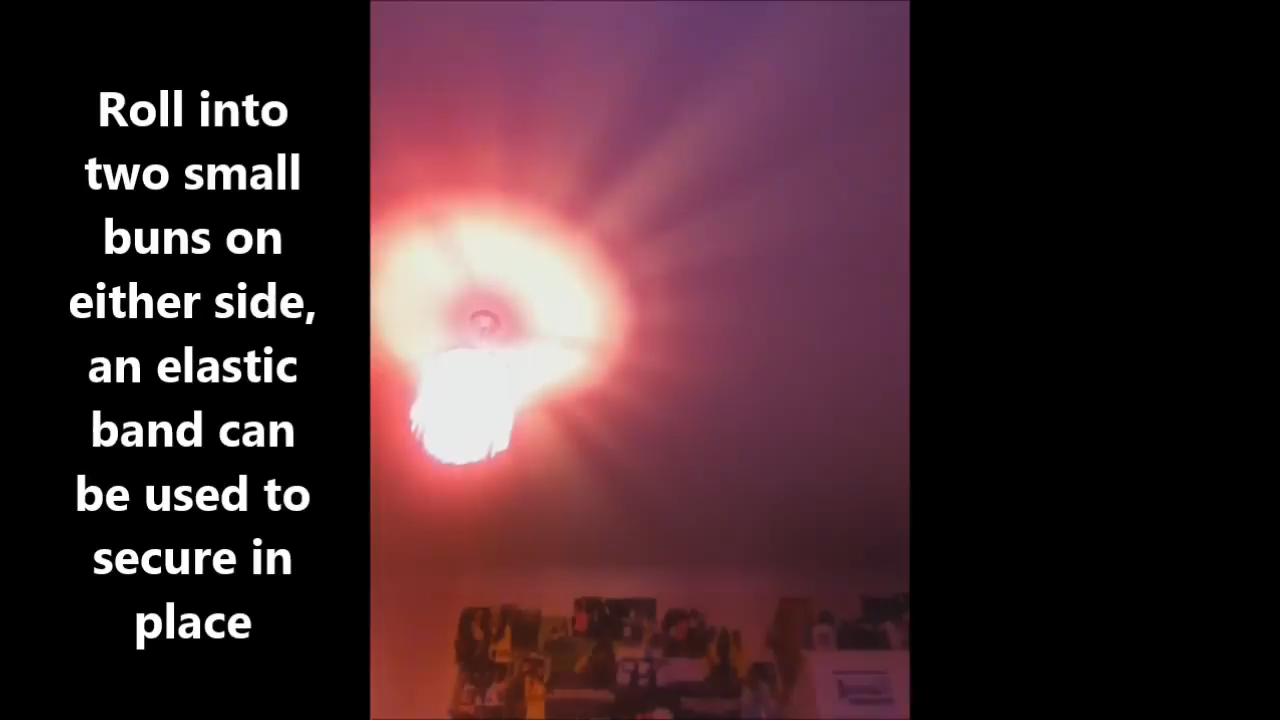 Roll into
two small
buns on
either side,
an elastic
band can
be used to
secure in
place